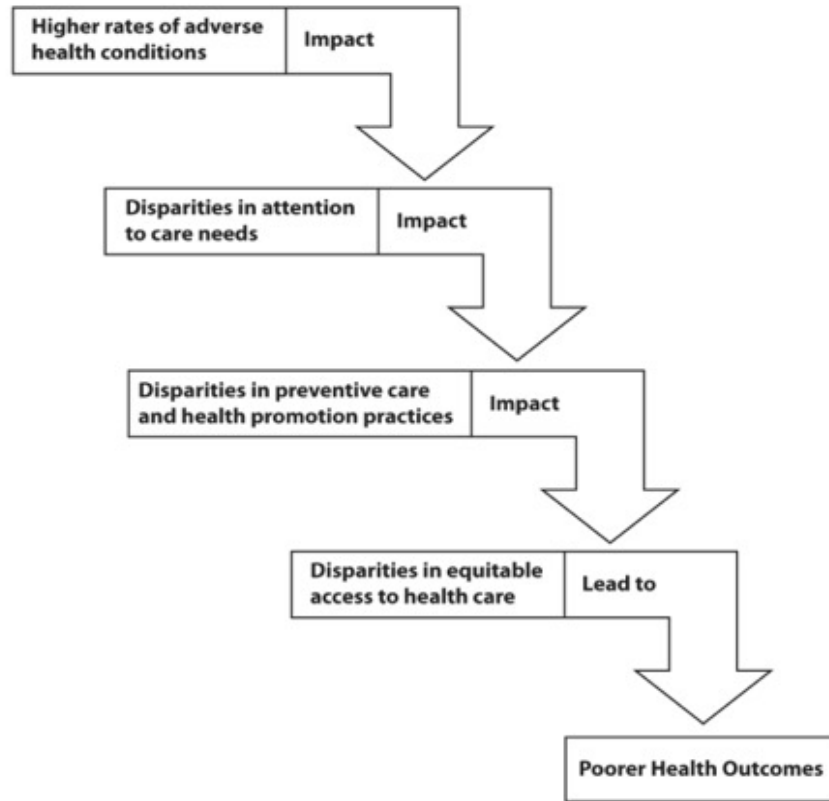 Higher rates of adverse
health conditions
Impact
Disparities in attention
to care needs
Impact
Disparities in preventive care
and health promotion practices
Impact
Disparities in equitable
access to health care
Lead to
Poorer Health Outcomes